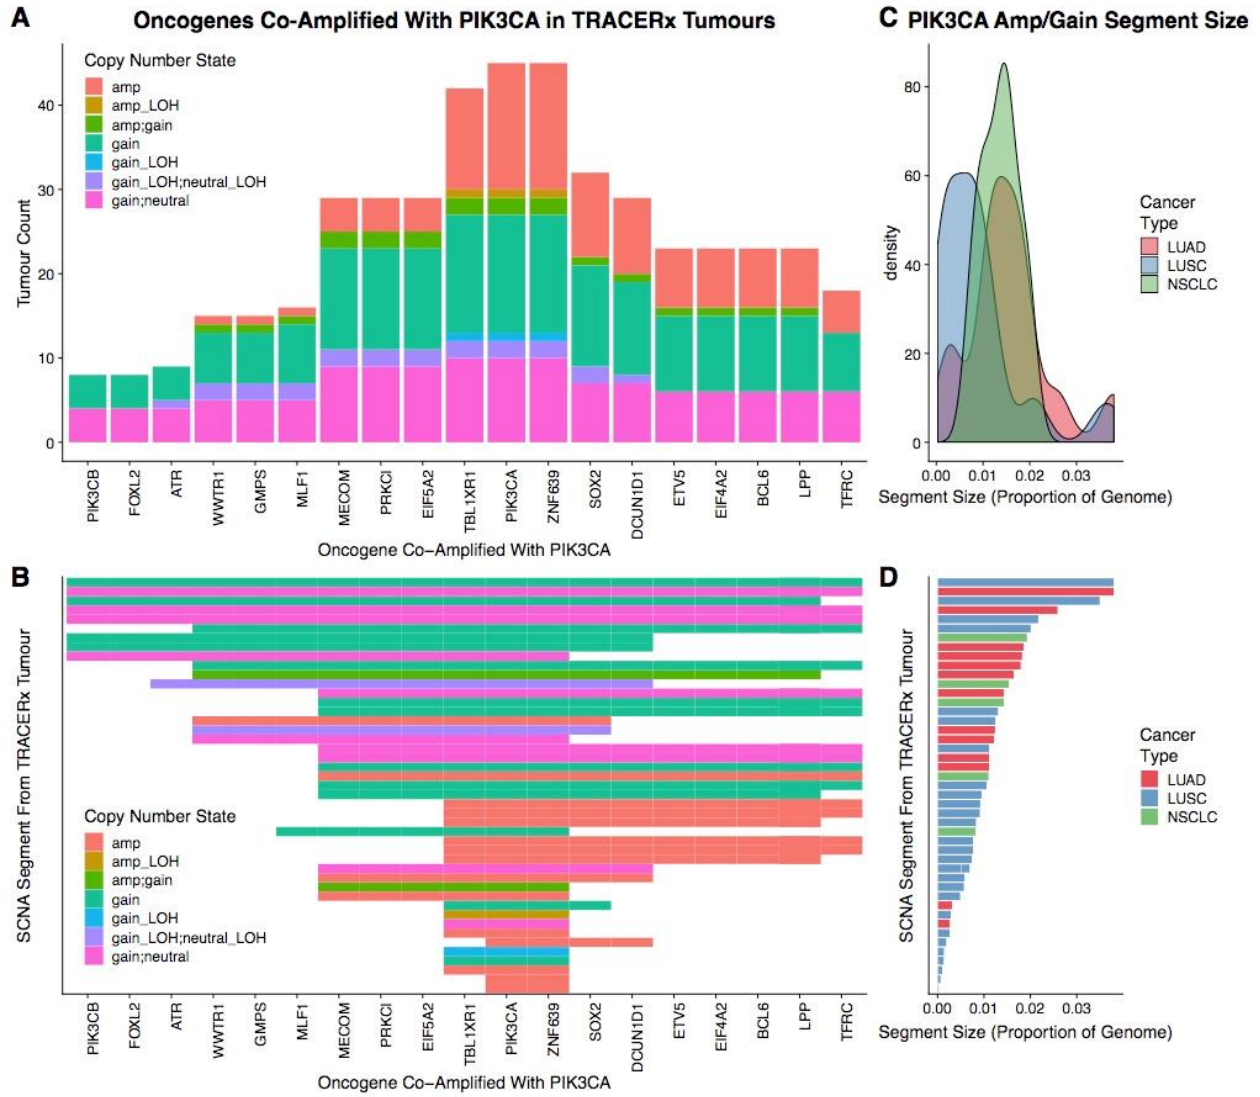 A
Oncogenes Co-Amplified With PIK3CA in TRACERx Tumours
Copy Number State
amp
amp_LOH
amp;gain
gain
gain_LOH
gain_LOH;neutral_LOH
gain;neutral
Tumour Count
40
30
20
10
0
PIK3CB
FOXL2
ATR
WWTR1
GMPS
MLF1
MECOM
PRKCI
EIF5A2
TBL1XR1
PIK3CA
ZNF639
SOX2
DCUN1D1
ETV5
EIF4A2
BCL6
LPP
TFRC
Oncogene Co−Amplified With PIK3CA
C
PIK3CA Amp/Gain Segment Size
density
80
60
40
20
0
0.00 0.01 0.02 0.03
Segment Size (Proportion of Genome)
Cancer
Type
LUAD
LUSC
NSCLC
B
SCNA Segment From TRACERx Tumour
Copy Number State
amp
amp_LOH
amp;gain
gain
gain_LOH
gain_LOH;neutral_LOH
gain;neutral
PIK3CB
FOXL2
ATR
WWTR1
GMPS
MLF1
MECOM
PRKCI
EIF5A2
TBL1XR1
PIK3CA
ZNF639
SOX2
DCUN1D1
ETV5
EIF4A2
BCL6
LPP
TFRC
Oncogene Co−Amplified With PIK3CA
D
SCNA Segment From TRACERx Tumour
0.00 0.01 0.02 0.03
Segment Size (Proportion of Genome)
Cancer
Type
LUAD
LUSC
NSCLC